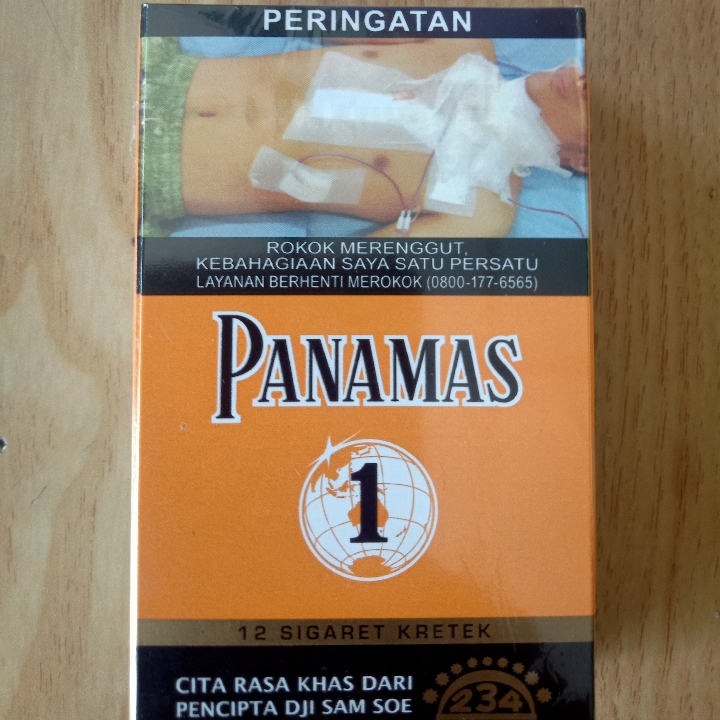 PERINGATAN
ROKOK MERENGGUT,
KEBAHAGIAAN SAYA SATU PERSATU
LAYANAN BERHENTI MEROKOK (0800-177-6565)
PANAMAS
1
12 SIGARET KRETEK
CITA RASA KHAS DARI
PENCIPTA DJI SAM SOE
234